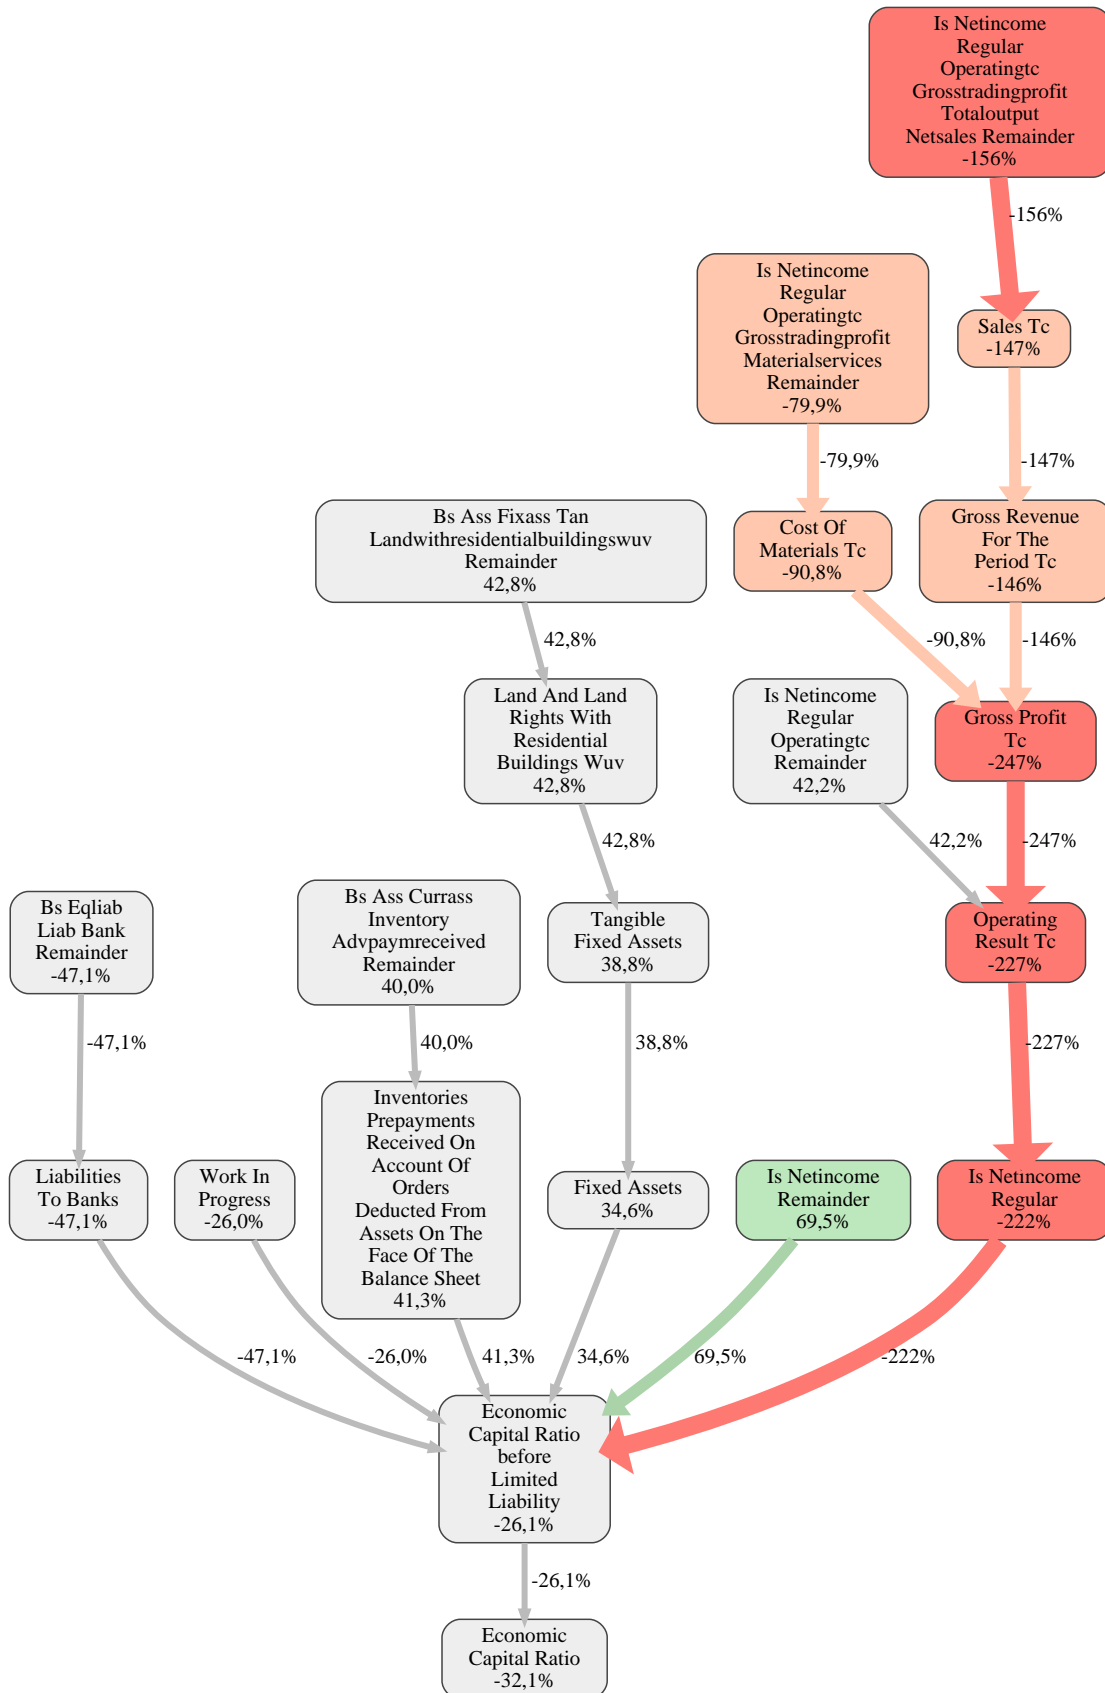 Is Netincome
Regular
Operatingtc
Grosstradingprofit
Totaloutput
Netsales Remainder
-156%
-156%
Is Netincome
Regular
Operatingtc
Grosstradingprofit
Materialservices
Remainder
-79,9%
Sales Tc
-147%
-79,9%
-147%
Bs Ass Fixass Tan
Landwithresidentialbuildingswuv
Remainder
42,8%
Cost Of
Materials Tc
-90,8%
Gross Revenue
For The
Period Tc
-146%
42,8%
-90,8%
-146%
Land And Land
Rights With
Residential
Buildings Wuv
42,8%
Is Netincome
Regular
Operatingtc
Remainder
42,2%
Gross Profit
Tc
-247%
42,8%
42,2%
-247%
Bs Eqliab
Liab Bank
Remainder
-47,1%
Bs Ass Currass
Inventory
Advpaymreceived
Remainder
40,0%
Tangible
Fixed Assets
38,8%
Operating
Result Tc
-227%
-47,1%
40,0%
38,8%
-227%
Liabilities
To Banks
-47,1%
Work In
Progress
-26,0%
Inventories
Prepayments
Received On
Account Of
Orders
Deducted From
Assets On The
Face Of The
Balance Sheet
41,3%
Fixed Assets
34,6%
Is Netincome
Remainder
69,5%
Is Netincome
Regular
-222%
-47,1%
-26,0%
41,3%
34,6%
69,5%
-222%
Economic
Capital Ratio
before
Limited
Liability
-26,1%
-26,1%
Economic
Capital Ratio
-32,1%